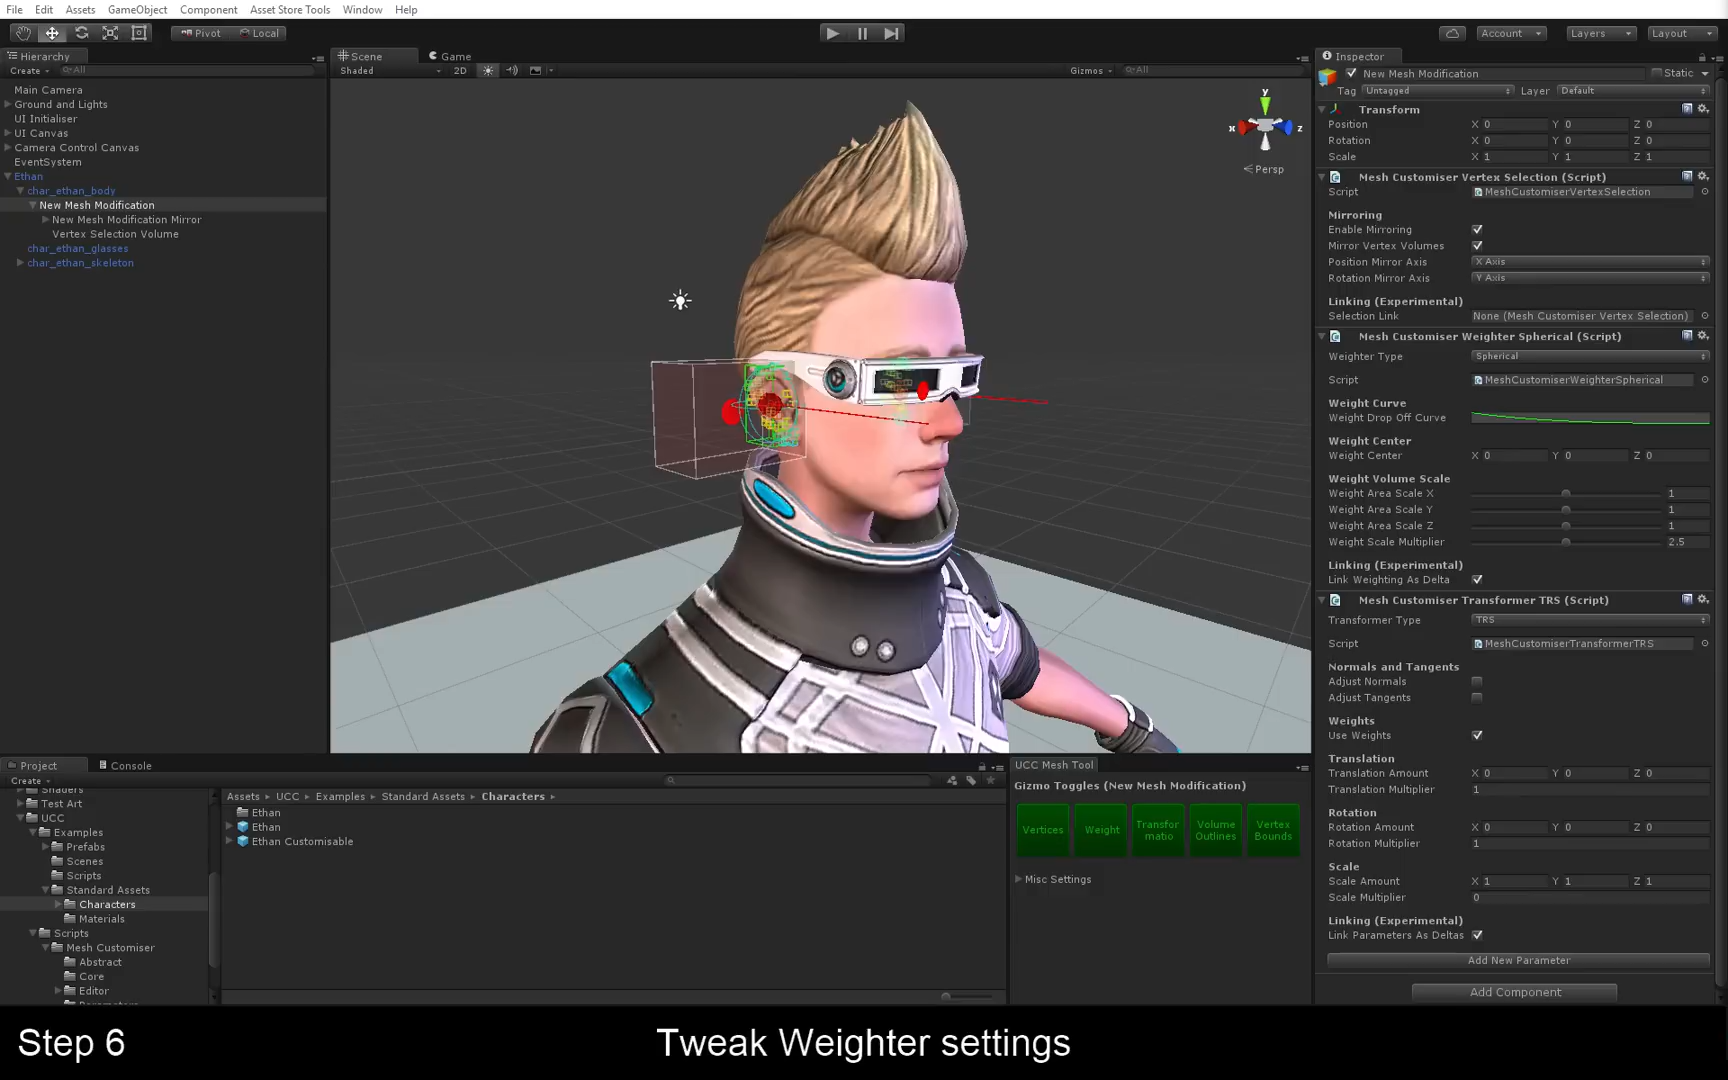 File Edit Assets GameObject Component Asset Store Tools Window Help
Pivot Local Account Layers Layout
Hierarchy
Create All
Main Camera
Ground and Lights
UI Initialiser
UI Canvas
Camera Control Canvas
EventSystem
Ethan
char_ethan_body
New Mesh Modification
New Mesh Modification Mirror
Vertex Selection Volume
char_ethan_glasses
char_ethan_skeleton
Scene Game
Shaded 2D Gizmos All
y
x z
Persp
Inspector
New Mesh Modification Static
Tag Untagged Layer Default
Transform
Position X 0 Y 0 Z 0
Rotation X 0 Y 0 Z 0
Scale X 1 Y 1 Z 1
Mesh Customiser Vertex Selection (Script)
Script MeshCustomiserVertexSelection
Mirroring
Enable Mirroring
Mirror Vertex Volumes
Position Mirror Axis X Axis
Rotation Mirror Axis Y Axis
Linking (Experimental)
Selection Link None (Mesh Customiser Vertex Selection)
Mesh Customiser Weighter Spherical (Script)
Weighter Type Spherical
Script MeshCustomiserWeighterSpherical
Weight Curve
Weight Drop Off Curve
Weight Center
Weight Center X 0 Y 0 Z 0
Weight Volume Scale
Weight Area Scale X 1
Weight Area Scale Y 1
Weight Area Scale Z 1
Weight Scale Multiplier 2.5
Linking (Experimental)
Link Weighting As Delta
Mesh Customiser Transformer TRS (Script)
Transformer Type TRS
Script MeshCustomiserTransformerTRS
Normals and Tangents
Adjust Normals
Adjust Tangents
Weights
Use Weights
Translation
Translation Amount X 0 Y 0 Z 0
Translation Multiplier 1
Rotation
Rotation Amount X 0 Y 0 Z 0
Rotation Multiplier 1
Scale
Scale Amount X 1 Y 1 Z 1
Scale Multiplier 0
Linking (Experimental)
Link Parameters As Deltas
Add New Parameter
Add Component
Project Console
Create
Shaders
Test Art
UCC
Examples
Prefabs
Scenes
Scripts
Standard Assets
Characters
Materials
Scripts
Mesh Customiser
Abstract
Core
Editor
Assets UCC Examples Standard Assets Characters
Ethan
Ethan
Ethan Customisable
UCC Mesh Tool
Gizmo Toggles (New Mesh Modification)
Vertices
Weight
Transfor
matio
Volume
Outlines
Vertex
Bounds
Misc Settings
Step 6 Tweak Weighter settings